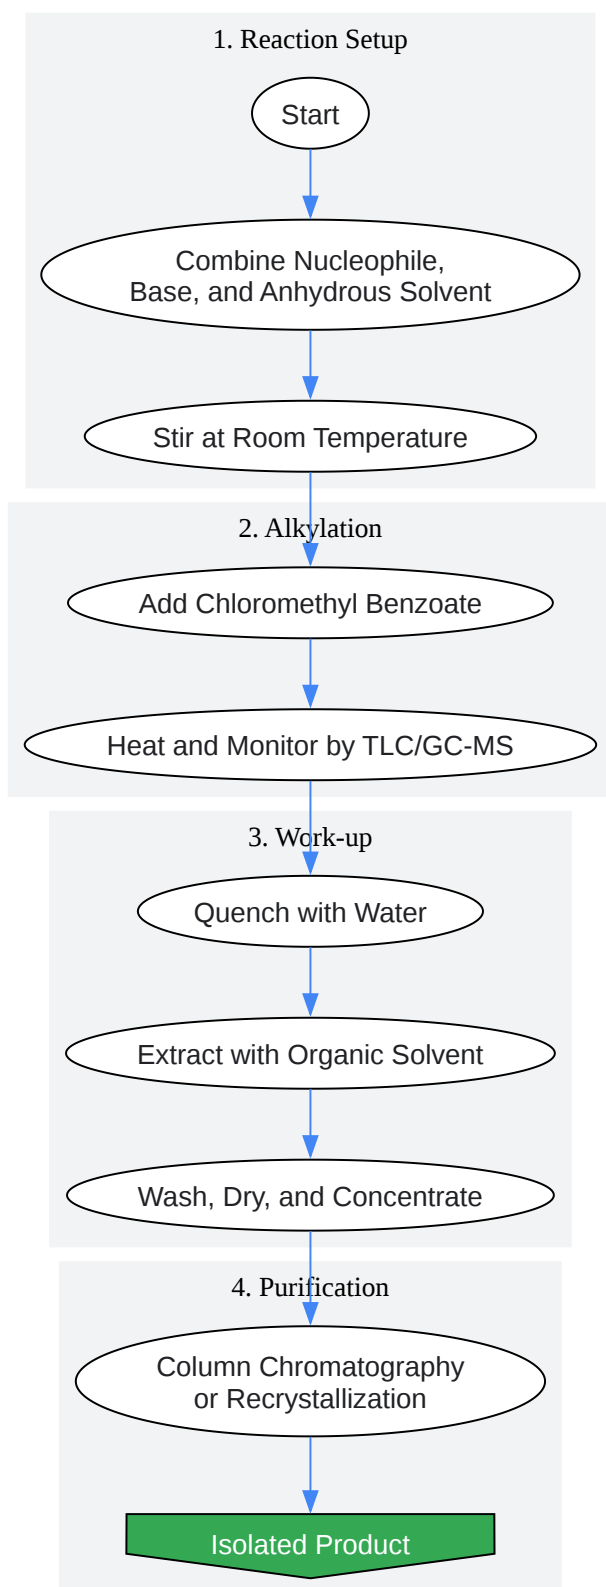 1. Reaction Setup
Start
Combine Nucleophile,
Base, and Anhydrous Solvent
Stir at Room Temperature
2. Alkylation
Add Chloromethyl Benzoate
Heat and Monitor by TLC/GC-MS
3. Work-up
Quench with Water
Extract with Organic Solvent
Wash, Dry, and Concentrate
4. Purification
Column Chromatography
or Recrystallization
Isolated Product